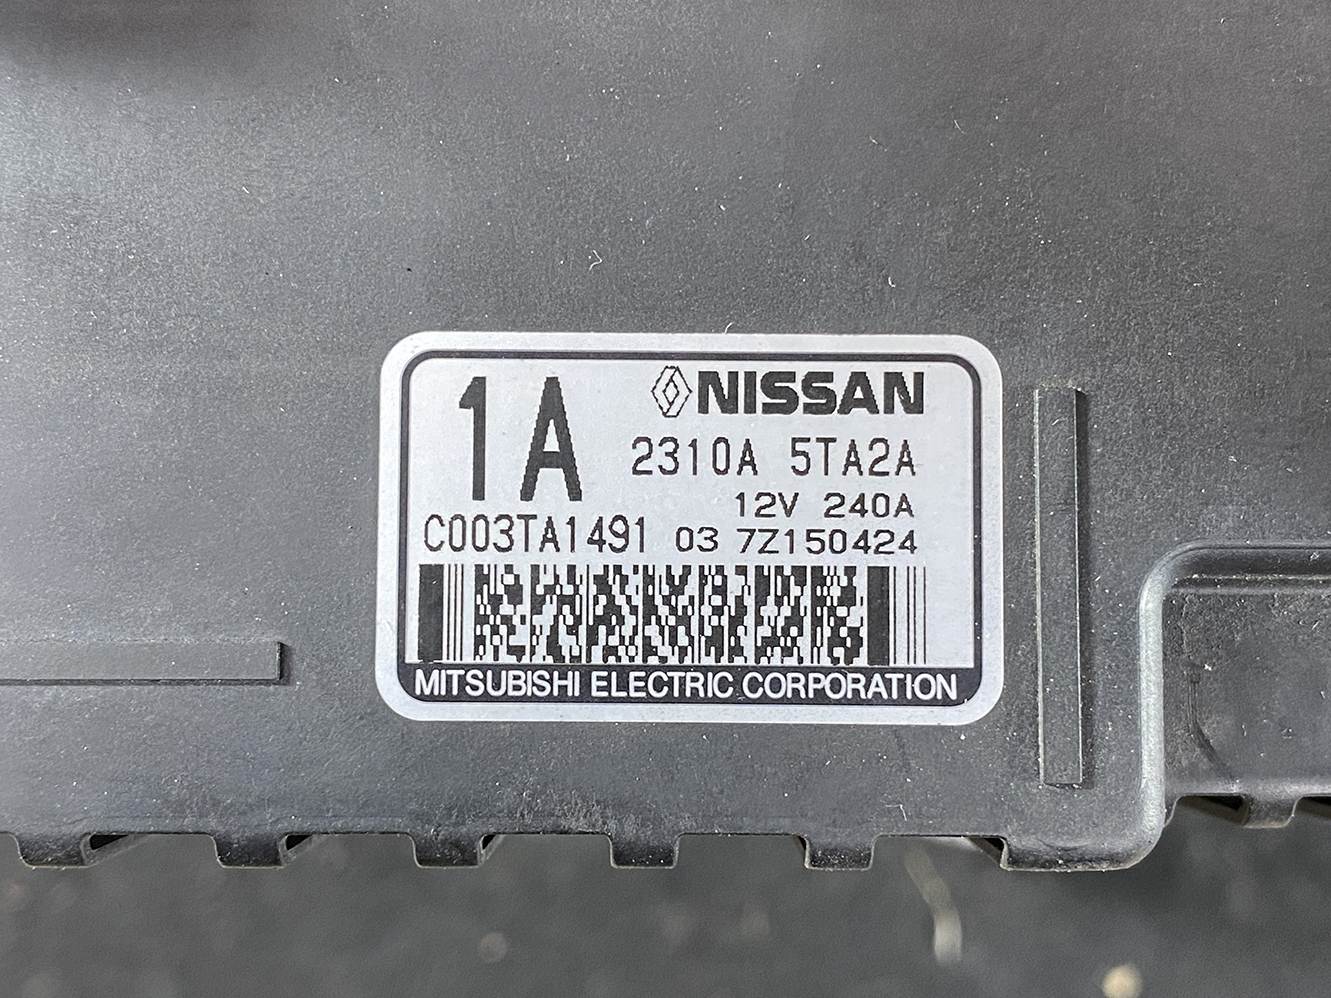 1A
NISSAN
2310A 5TA2A
12V 240A
C003TA1491 03 7Z150424
MITSUBISHI ELECTRIC CORPORATION